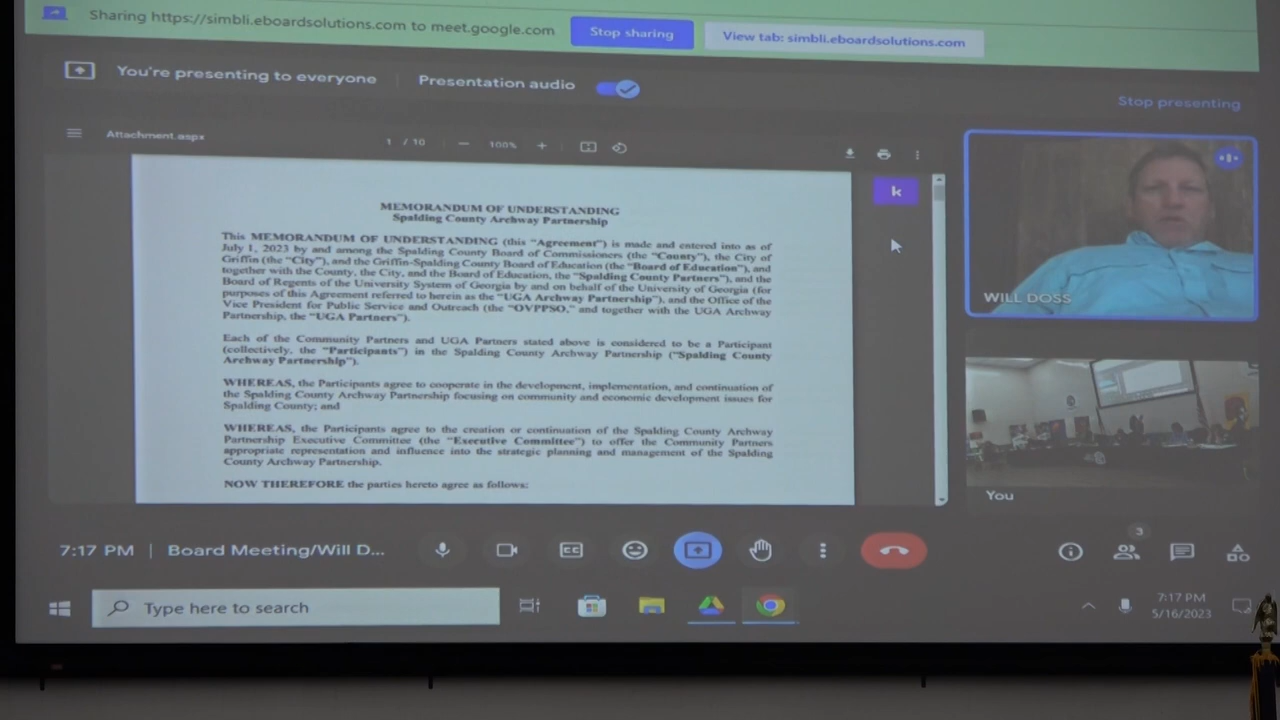 Sharing https://simbli.eboardsolutions.com to meet.google.com
Stop sharing
View tab: simbli.eboardsolutions.com
You're presenting to everyone
Presentation audio
Stop presenting
Attachment.aspx
1 / 10
100%
MEMORANDUM OF UNDERSTANDING
Spalding County Archway Partnership
This MEMORANDUM OF UNDERSTANDING (this "Agreement") is made and entered into as of
July 1, 2023 by and among the Spalding County Board of Commissioners (the "County"), the City of
Griffin (the "City"), and the Griffin-Spalding County Board of Education (the "Board of Education"), and
together with the County, the City, and the Board of Education, the "Spalding County Partners"), and the
Board of Regents of the University System of Georgia by and on behalf of the University of Georgia (for
purposes of this Agreement referred to herein as the "UGA Archway Partnership"), and the Office of the
Vice President for Public Service and Outreach (the "OVPPSO," and together with the UGA Archway
Partnership, the "UGA Partners").
Each of the Community Partners and UGA Partners stated above is considered to be a Participant
(collectively, the "Participants") in the Spalding County Archway Partnership ("Spalding County
Archway Partnership").
WHEREAS, the Participants agree to cooperate in the development, implementation, and continuation of
the Spalding County Archway Partnership focusing on community and economic development issues for
Spalding County; and
WHEREAS, the Participants agree to the creation or continuation of the Spalding County Archway
Partnership Executive Committee (the "Executive Committee") to offer the Community Partners
appropriate representation and influence into the strategic planning and management of the Spalding
County Archway Partnership.
NOW THEREFORE the parties hereto agree as follows:
k
WILL DOSS
You
7:17 PM | Board Meeting/Will D...
CC
3
Type here to search
7:17 PM
5/16/2023